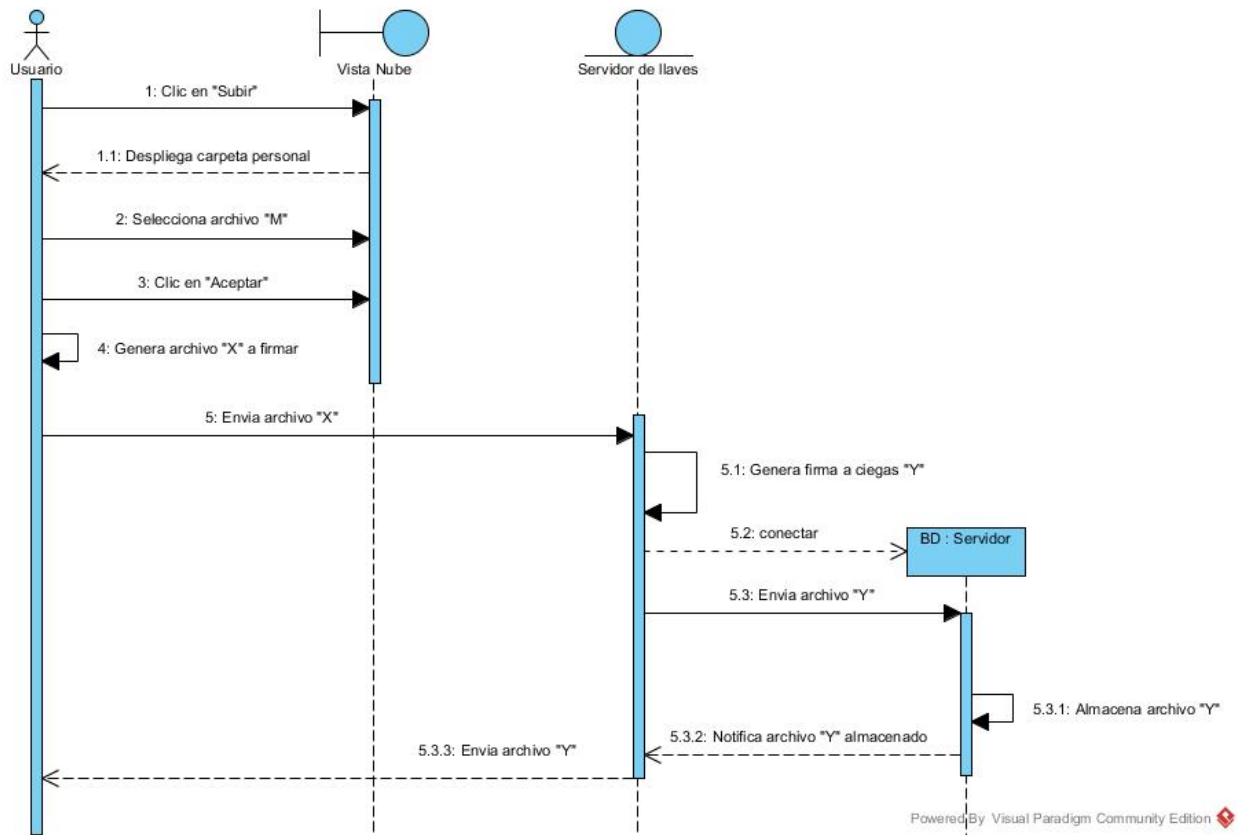 Usuario
Vista Nube
Servidor de llaves
1: Clic en "Subir"
1.1: Despliega carpeta personal
2: Selecciona archivo "M"
3: Clic en "Aceptar"
4: Genera archivo "X" a firmar
5: Envia archivo "X"
5.1: Genera firma a ciegas "Y"
5.2: conectar
BD : Servidor
5.3: Envia archivo "Y"
5.3.1: Almacena archivo "Y"
5.3.2: Notifica archivo "Y" almacenado
5.3.3: Envia archivo "Y"
Powered By Visual Paradigm Community Edition